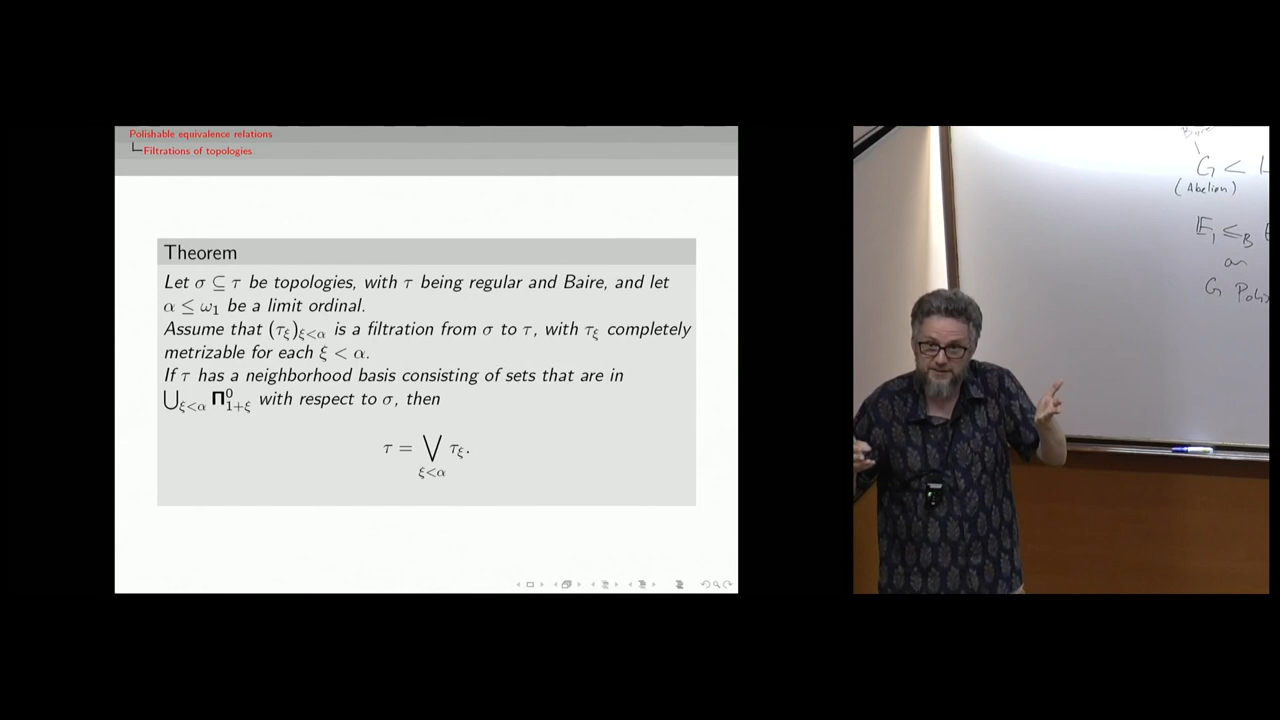 Polishable equivalence relations
Filtrations of topologies
Theorem
Let σ ⊆ τ be topologies, with τ being regular and Baire, and let
α ≤ ω₁ be a limit ordinal.
Assume that (τ_ξ)_{ξ<α} is a filtration from σ to τ, with τ_ξ completely
metrizable for each ξ < α.
If τ has a neighborhood basis consisting of sets that are in
⋃_{ξ<α} Π⁰_{1+ξ} with respect to σ, then
τ = ⋁_{ξ<α} τ_ξ.
G <
(Abelian)
E₁ ≤_B
or
G